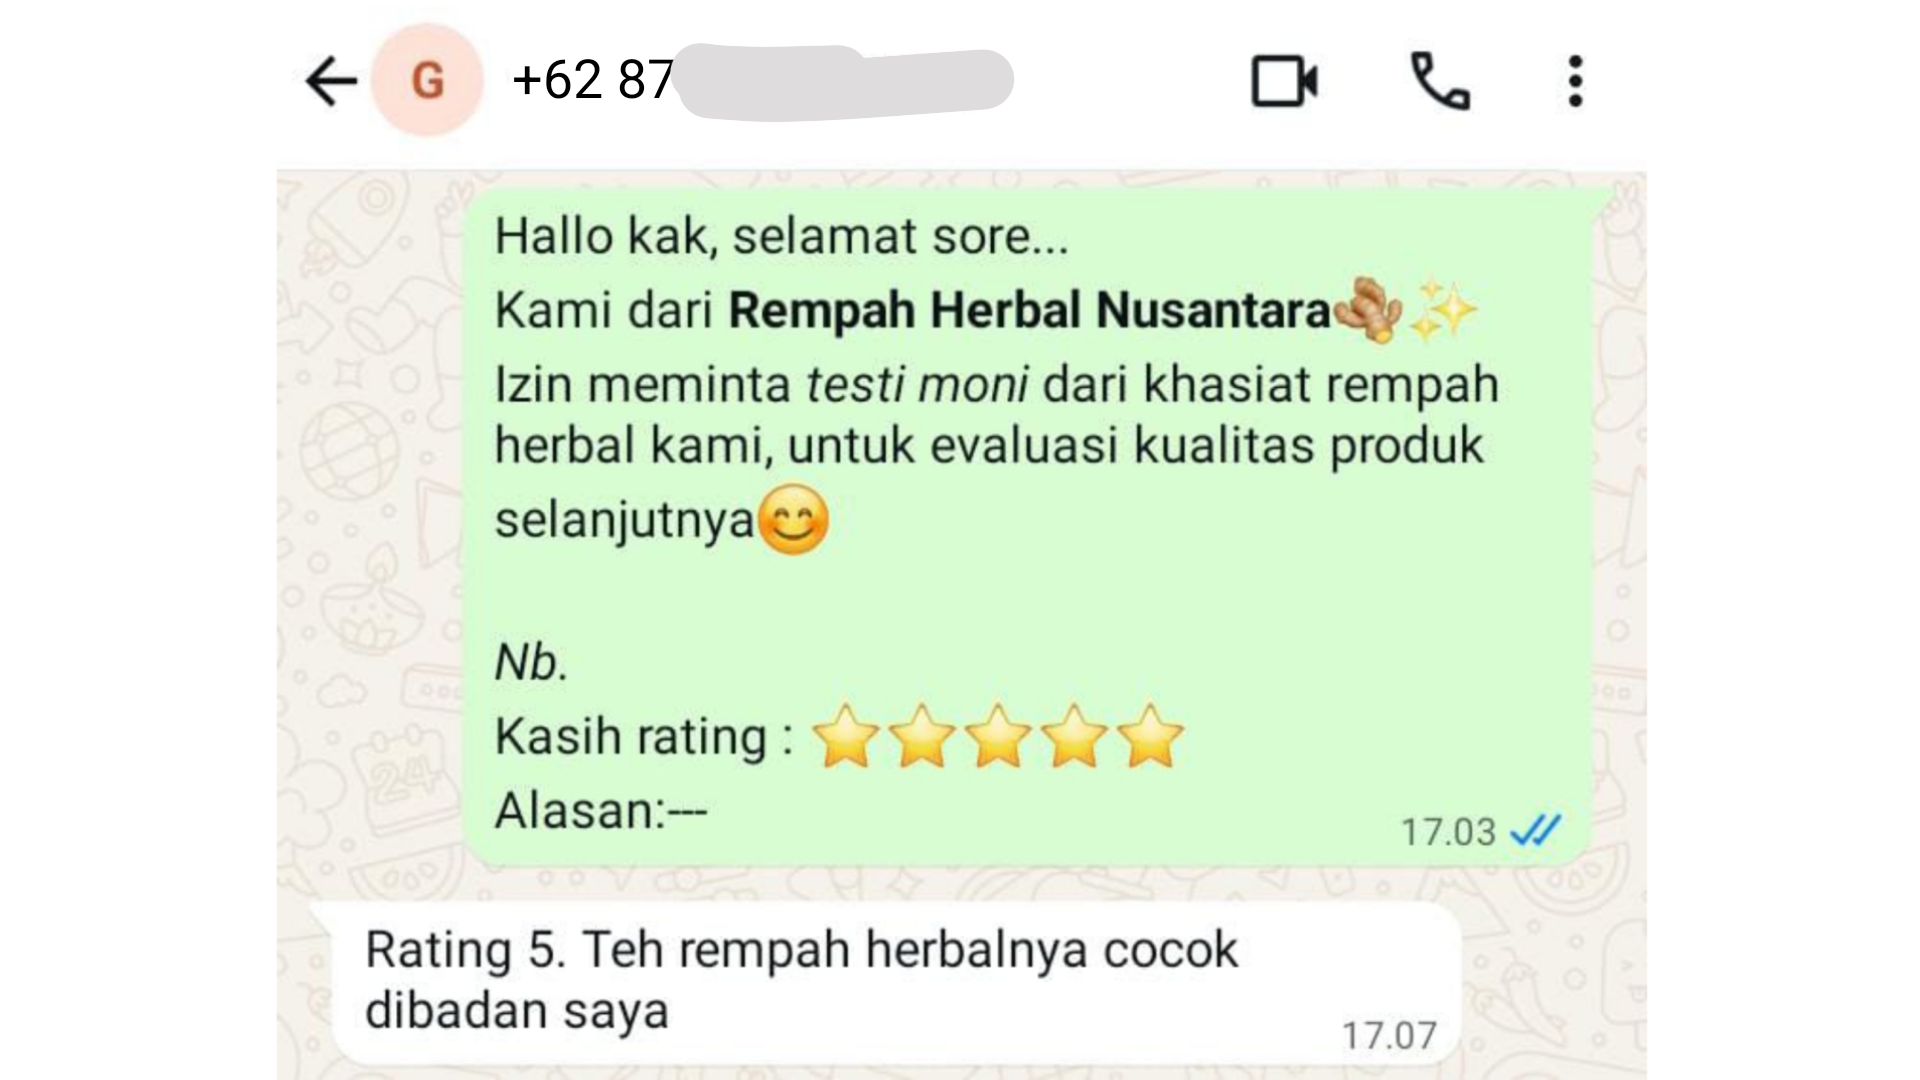 G
+62 87
Hallo kak, selamat sore...
Kami dari Rempah Herbal Nusantara🫚✨
Izin meminta testi moni dari khasiat rempah
herbal kami, untuk evaluasi kualitas produk
selanjutnya😊
Nb.
Kasih rating : ⭐⭐⭐⭐⭐
Alasan:---
17.03
Rating 5. Teh rempah herbalnya cocok
dibadan saya
17.07